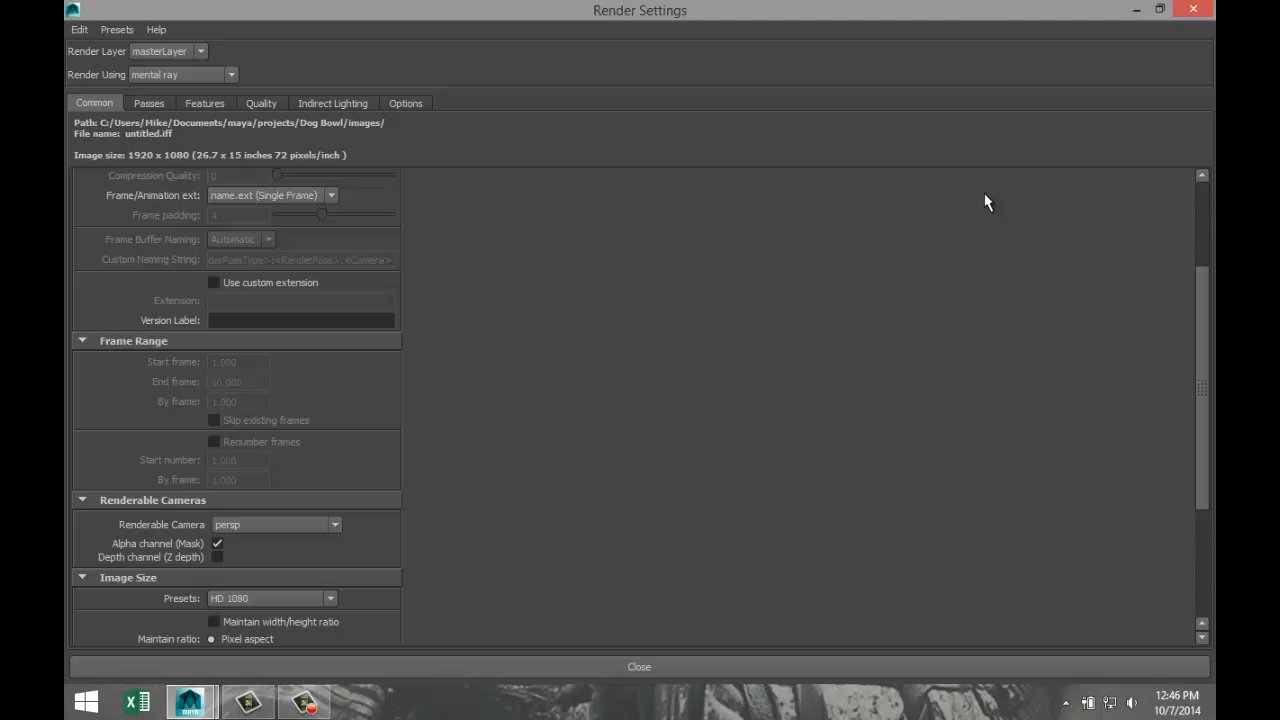 Render Settings
Edit Presets Help
Render Layer masterLayer
Render Using mental ray
Common Passes Features Quality Indirect Lighting Options
Path: C:/Users/Mike/Documents/maya/projects/Dog Bowl/images/
File name: untitled.iff
Image size: 1920 x 1080 (26.7 x 15 inches 72 pixels/inch )
Compression Quality: 0
Frame/Animation ext: name.ext (Single Frame)
Frame padding: 4
Frame Buffer Naming: Automatic
Custom Naming String: derPassType>:<RenderPass>.<Camera>
Use custom extension
Extension:
Version Label:
Frame Range
Start frame: 1.000
End frame: 10.000
By frame: 1.000
Skip existing frames
Renumber frames
Start number: 1.000
By frame: 1.000
Renderable Cameras
Renderable Camera persp
Alpha channel (Mask)
Depth channel (Z depth)
Image Size
Presets: HD 1080
Maintain width/height ratio
Maintain ratio: Pixel aspect
Close
12:46 PM
10/7/2014